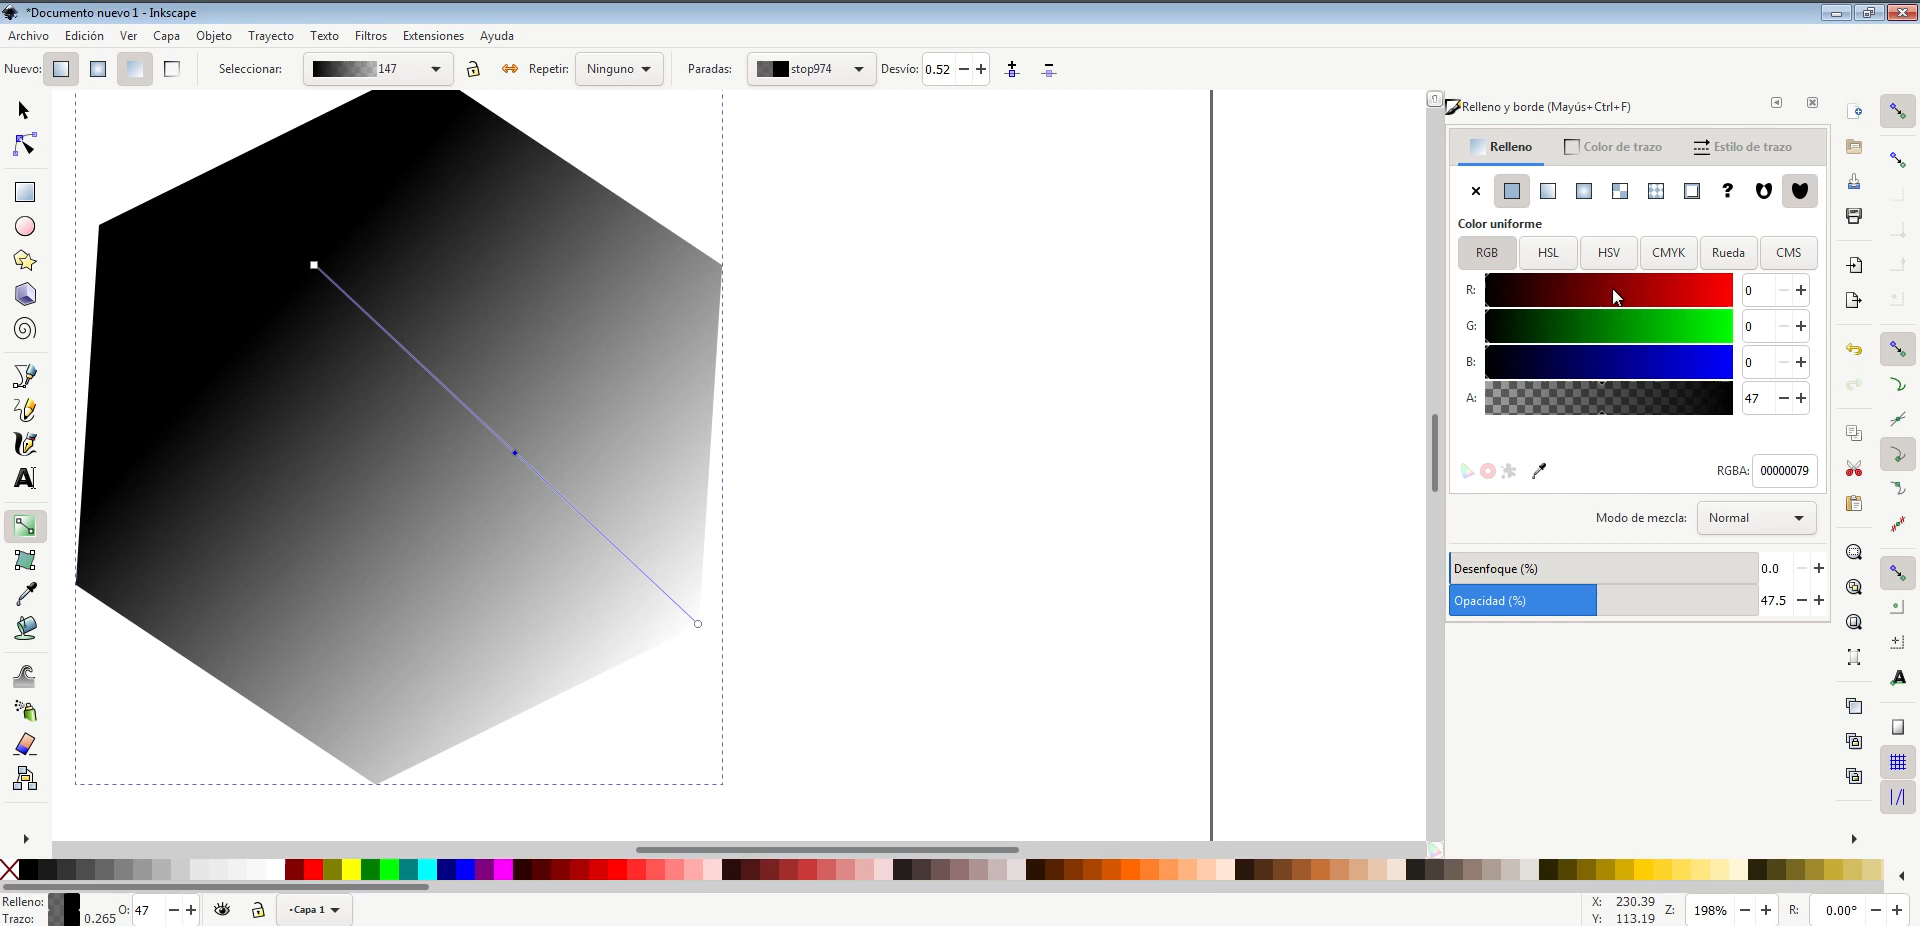 *Documento nuevo 1 - Inkscape
Archivo Edición Ver Capa Objeto Trayecto Texto Filtros Extensiones Ayuda
Nuevo: Seleccionar: 147 Repetir: Ninguno Paradas: stop974 Desvío: 0.52
Relleno y borde (Mayús+Ctrl+F)
Relleno Color de trazo Estilo de trazo
Color uniforme
RGB HSL HSV CMYK Rueda CMS
R: 0
G: 0
B: 0
A: 47
RGBA: 00000079
Modo de mezcla: Normal
Desenfoque (%) 0.0
Opacidad (%) 47.5
Relleno:
Trazo: 0.265 O: 47 •Capa 1
X: 230.39
Y: 113.19 Z: 198% R: 0.00°